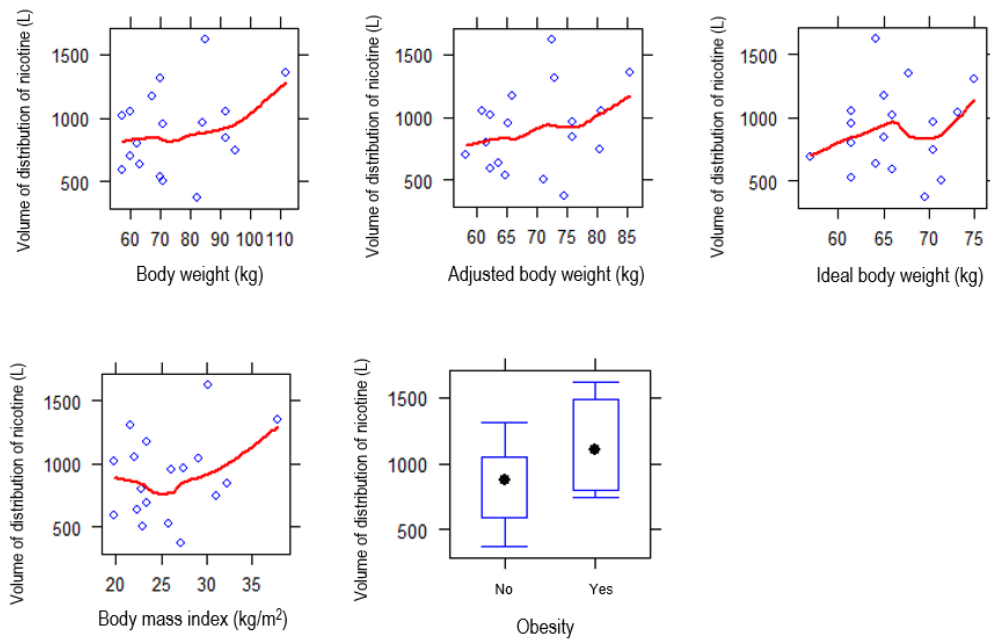 Volume of distribution of nicotine (L)
1500
1000
500
60 70 80 90 100 110
Body weight (kg)
Volume of distribution of nicotine (L)
1500
1000
500
60 65 70 75 80 85
Adjusted body weight (kg)
Volume of distribution of nicotine (L)
1500
1000
500
60 65 70 75
Ideal body weight (kg)
Volume of distribution of nicotine (L)
1500
1000
500
20 25 30 35
Body mass index (kg/m²)
Volume of distribution of nicotine (L)
1500
1000
500
No Yes
Obesity